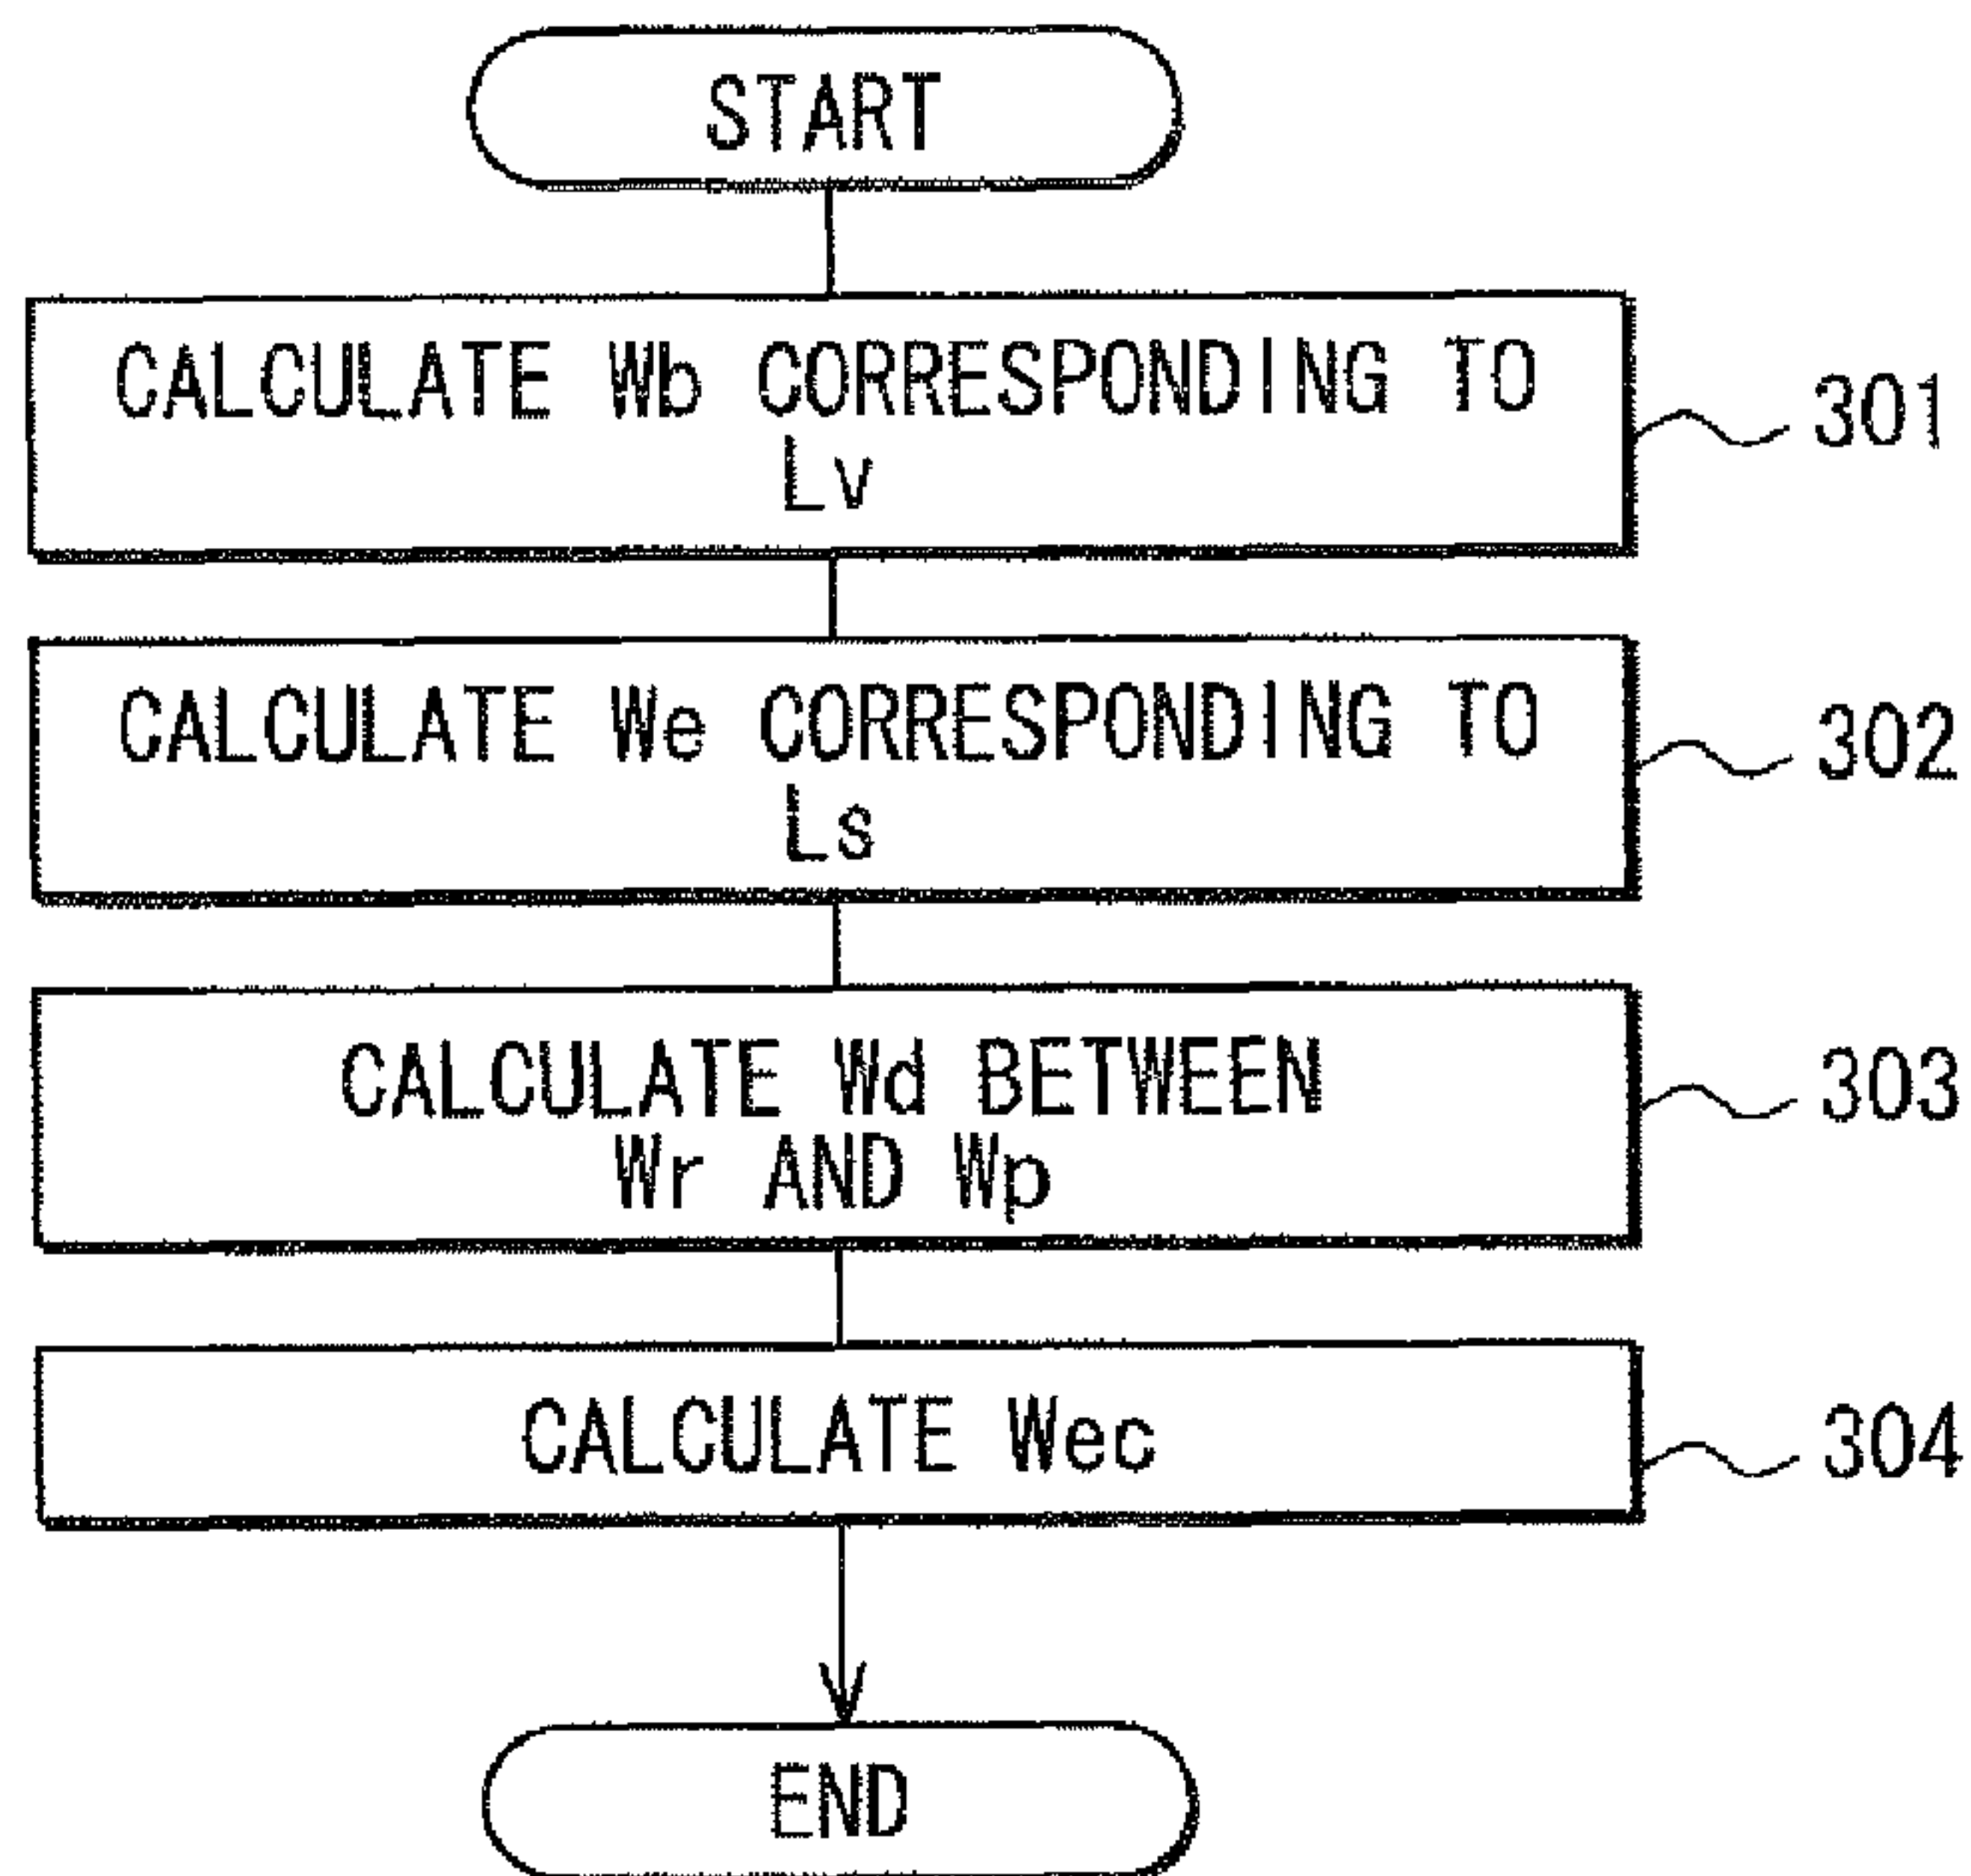 START
CALCULATE Wb CORRESPONDING TO
Lv
301
CALCULATE We CORRESPONDING TO
Ls
302
CALCULATE Wd BETWEEN
Wr AND Wp
303
CALCULATE Wec
304
END